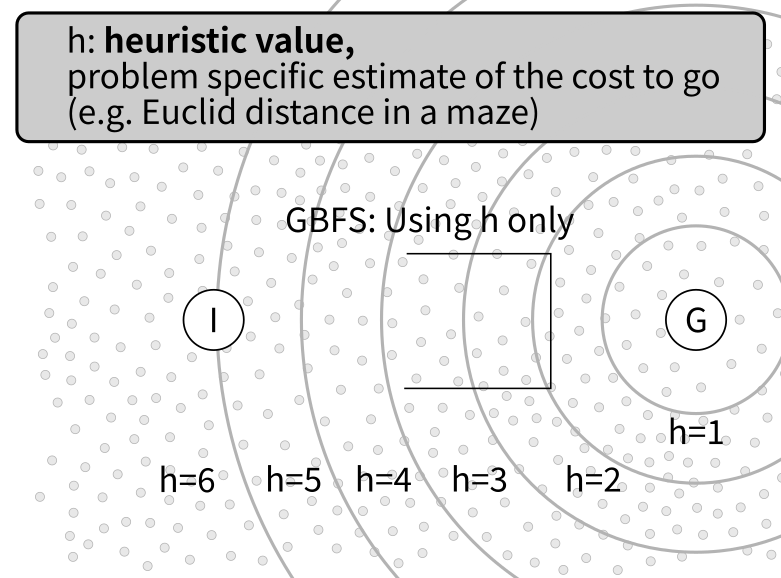 h: heuristic value,
problem specific estimate of the cost to go
(e.g. Euclid distance in a maze)
GBFS: Using h only
I
G
h=1
h=6
h=5
h=4
h=3
h=2